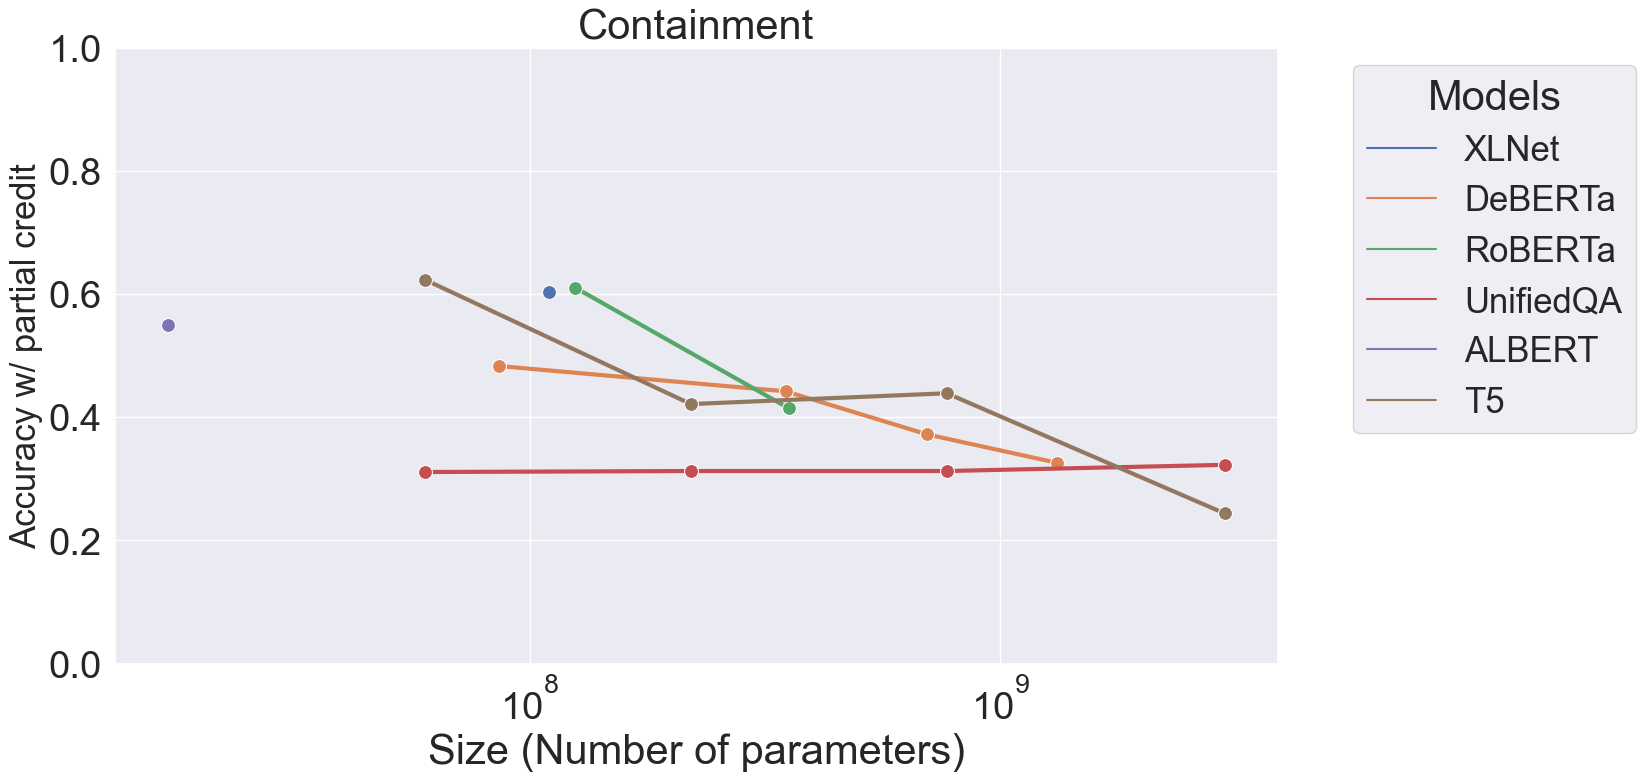 Containment
1.0
0.8
0.6
0.4
0.2
0.0
Accuracy w/ partial credit
10^8
10^9
Size (Number of parameters)
Models
XLNet
DeBERTa
RoBERTa
UnifiedQA
ALBERT
T5